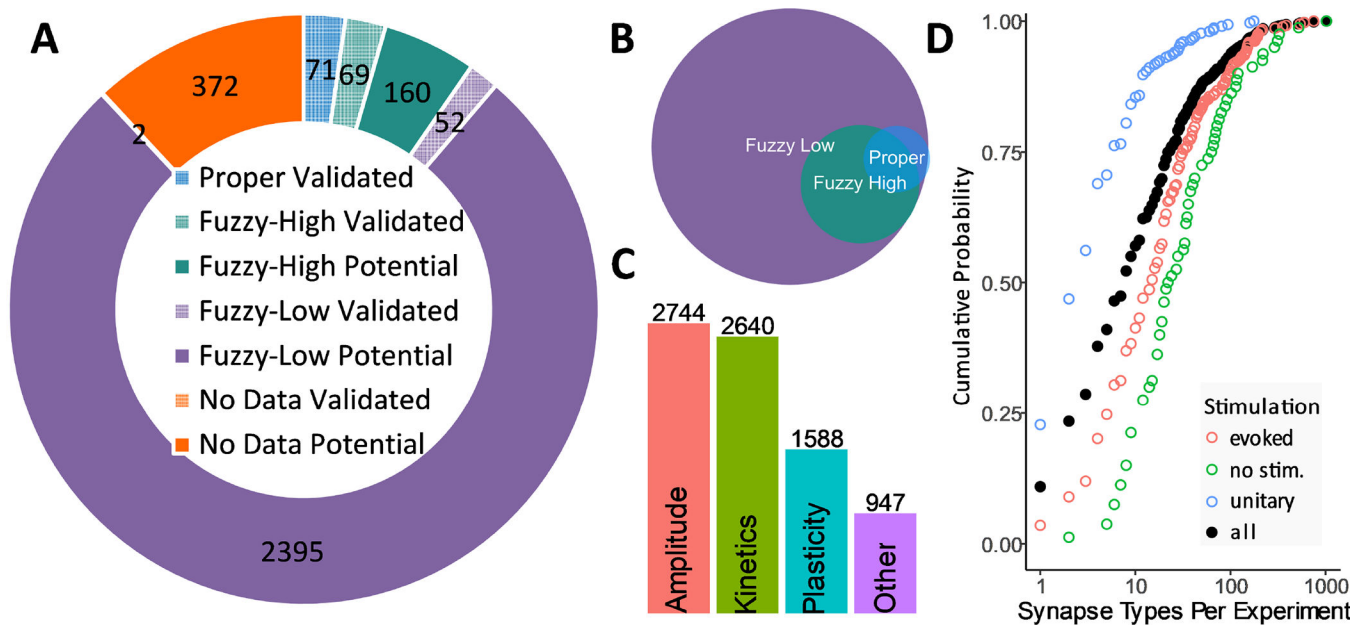 A
71
69
160
52
372
2
2395
Proper Validated
Fuzzy-High Validated
Fuzzy-High Potential
Fuzzy-Low Validated
Fuzzy-Low Potential
No Data Validated
No Data Potential
B
Fuzzy Low
Proper
Fuzzy High
C
2744
2640
1588
947
Amplitude
Kinetics
Plasticity
Other
D
Cumulative Probability
1.00
0.75
0.50
0.25
0.00
Stimulation
evoked
no stim.
unitary
all
1
10
100
1000
Synapse Types Per Experiment